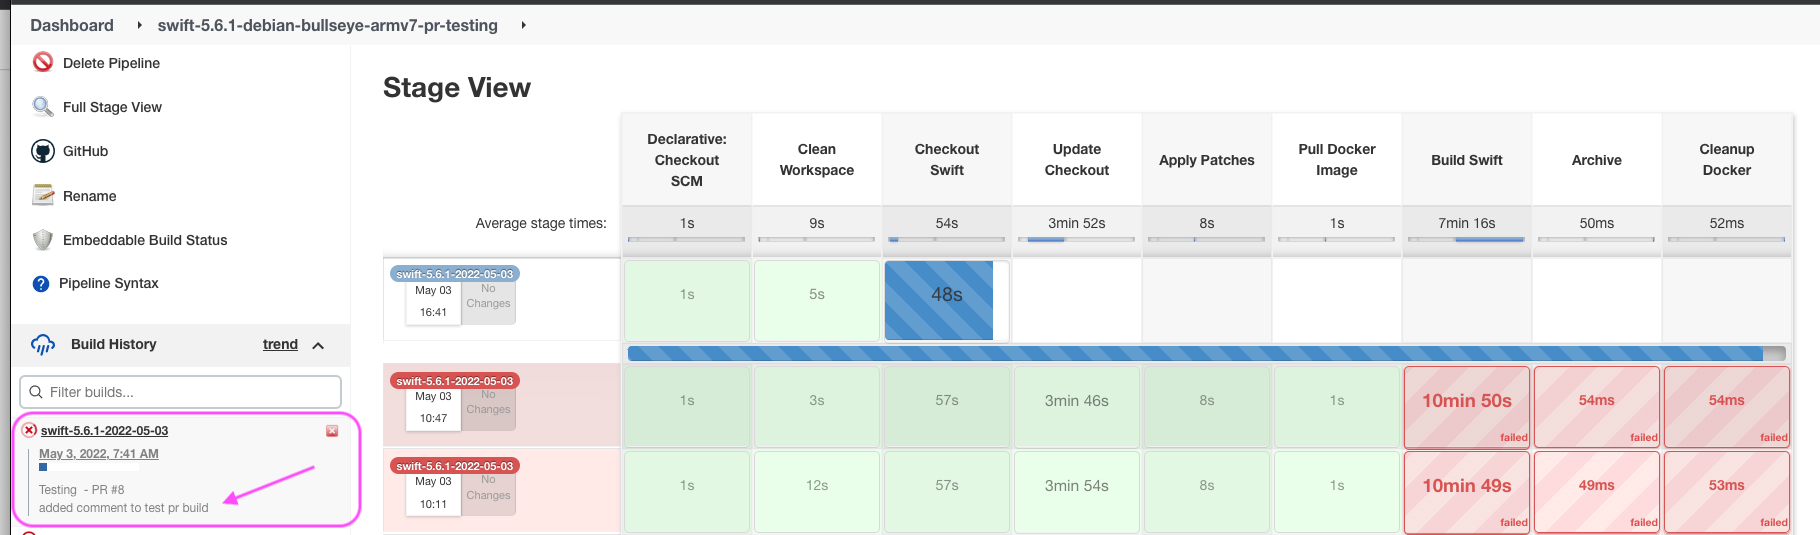 Dashboard swift-5.6.1-debian-bullseye-armv7-pr-testing
Delete Pipeline
Full Stage View
GitHub
Rename
Embeddable Build Status
? Pipeline Syntax
Build History trend
Filter builds...
swift-5.6.1-2022-05-03
May 3, 2022, 7:41 AM
Testing - PR #8
added comment to test pr build
Stage View
Declarative: Checkout SCM
Clean Workspace
Checkout Swift
Update Checkout
Apply Patches
Pull Docker Image
Build Swift
Archive
Cleanup Docker
Average stage times: 1s 9s 54s 3min 52s 8s 1s 7min 16s 50ms 52ms
swift-5.6.1-2022-05-03
May 03 No Changes
16:41
1s 5s 48s
swift-5.6.1-2022-05-03
May 03 No Changes
10:47
1s 3s 57s 3min 46s 8s 1s 10min 50s 54ms 54ms
failed failed failed
swift-5.6.1-2022-05-03
May 03 No Changes
10:11
1s 12s 57s 3min 54s 8s 1s 10min 49s 49ms 53ms
failed failed failed